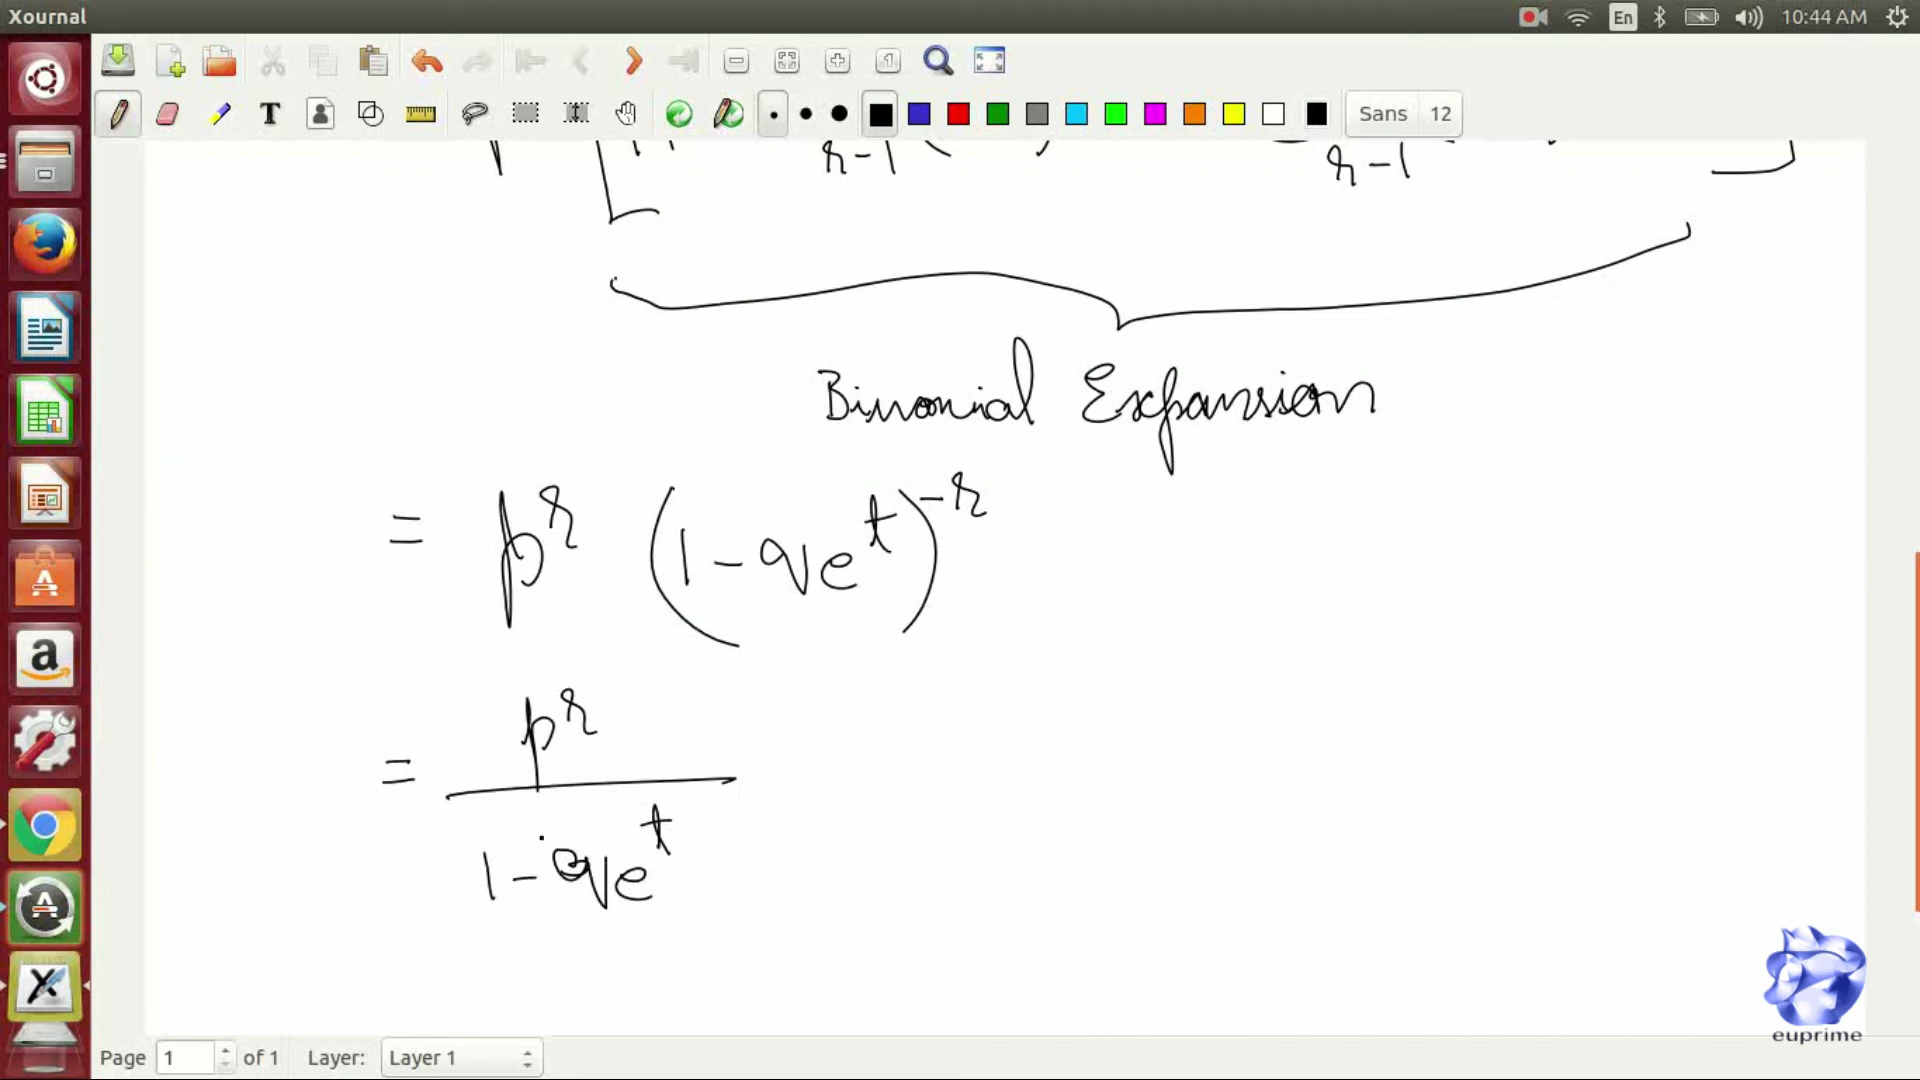 Xournal
En
10:44 AM
T
Sans 12
r-1
r-1
Binomial Expansion
= p^r (1-qe^t)^-r
= p^r
1-qe^t
euprime
Page 1 of 1 Layer: Layer 1